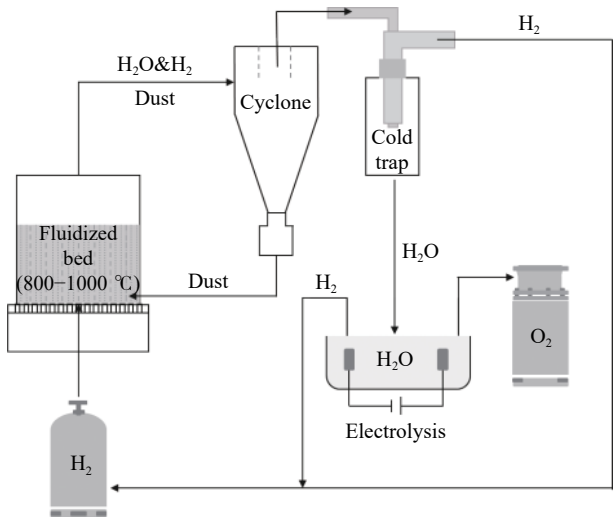 H₂
H₂O&H₂
Dust
Cyclone
Cold
trap
Fluidized
bed
(800−1000 ℃)
Dust
H₂O
H₂
H₂O
O₂
Electrolysis
H₂